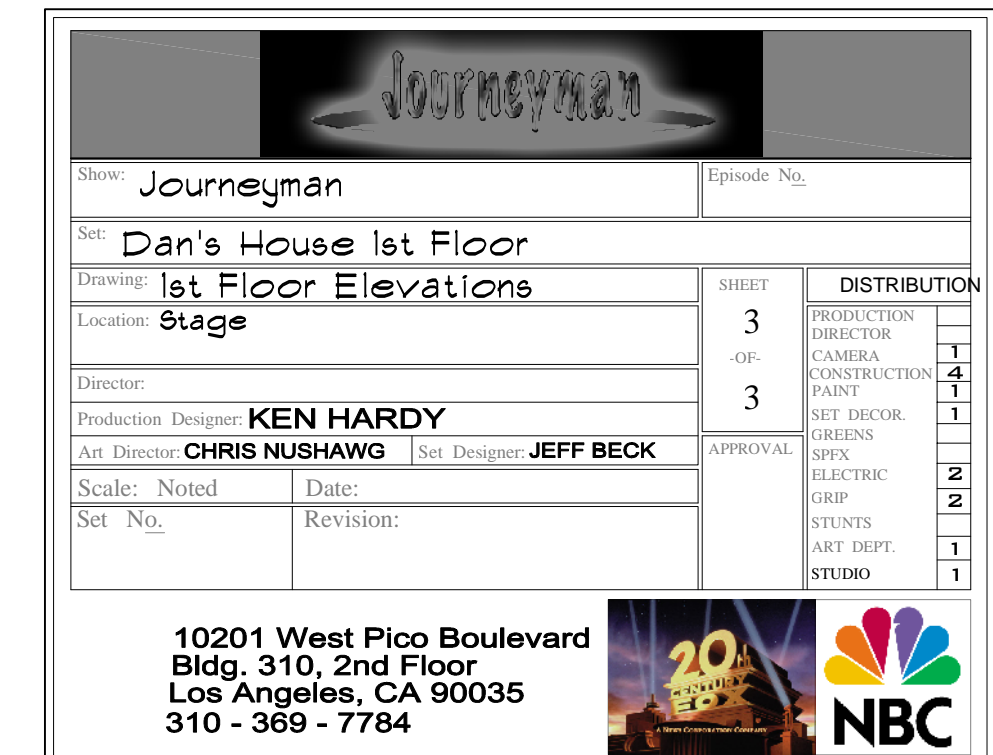 Journeyman
Show: Journeyman
Episode No.
Set: Dan's House 1st Floor
Drawing: 1st Floor Elevations
Location: Stage
SHEET
3
-OF-
3
DISTRIBUTION
PRODUCTION
DIRECTOR
CAMERA 1
CONSTRUCTION 4
PAINT 1
SET DECOR. 1
GREENS
SPFX
ELECTRIC 2
GRIP 2
STUNTS
ART DEPT. 1
STUDIO 1
Director:
Production Designer: KEN HARDY
Art Director: CHRIS NUSHAWG
Set Designer: JEFF BECK
APPROVAL
Scale: Noted
Date:
Set No.
Revision:
10201 West Pico Boulevard
Bldg. 310, 2nd Floor
Los Angeles, CA 90035
310 - 369 - 7784
20th
CENTURY
FOX
A NEWS CORPORATION COMPANY
NBC